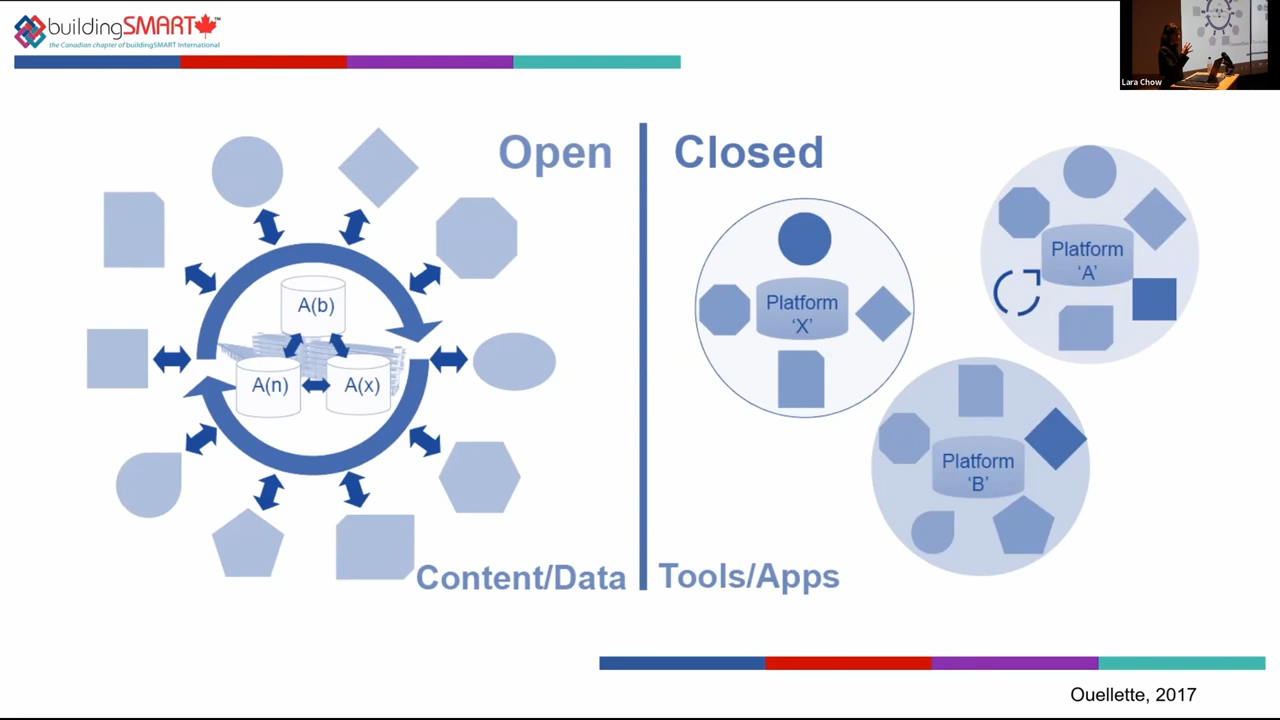 buildingSMART™
the Canadian chapter of buildingSMART International
Lara Chow
Open
Closed
A(b)
A(n)
A(x)
Platform
'X'
Platform
'A'
Platform
'B'
Content/Data
Tools/Apps
Ouellette, 2017